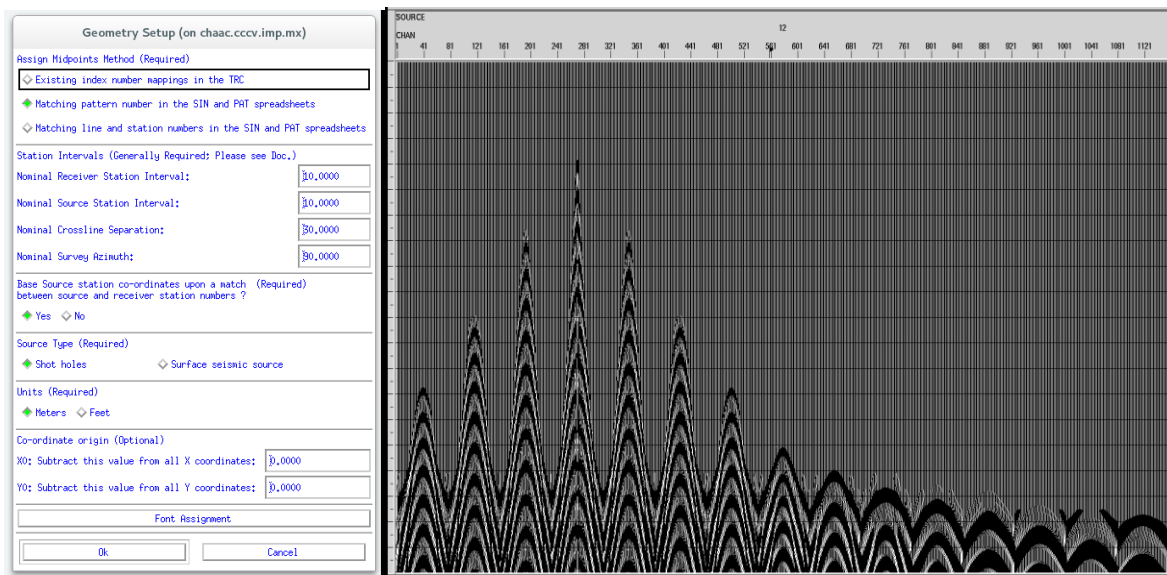 Geometry Setup (on chaac.cccv.imp.mx)
Assign Midpoints Method (Required)
Existing index number mappings in the TRC
Matching pattern number in the SIN and PAT spreadsheets
Matching line and station numbers in the SIN and PAT spreadsheets
Station Intervals (Generally Required; Please see Doc.)
Nominal Receiver Station Interval: 10.0000
Nominal Source Station Interval: 10.0000
Nominal Crossline Separation: 30.0000
Nominal Survey Azimuth: 90.0000
Base Source station co-ordinates upon a match (Required)
between source and receiver station numbers ?
Yes No
Source Type (Required)
Shot holes Surface seismic source
Units (Required)
Meters Feet
Co-ordinate origin (Optional)
X0: Subtract this value from all X coordinates: 0.0000
Y0: Subtract this value from all Y coordinates: 0.0000
Font Assignment
Ok Cancel
SOURCE
12
CHAN
1 41 81 121 161 201 241 281 321 361 401 441 481 521 561 601 641 681 721 761 801 841 881 921 961 1001 1041 1081 1121